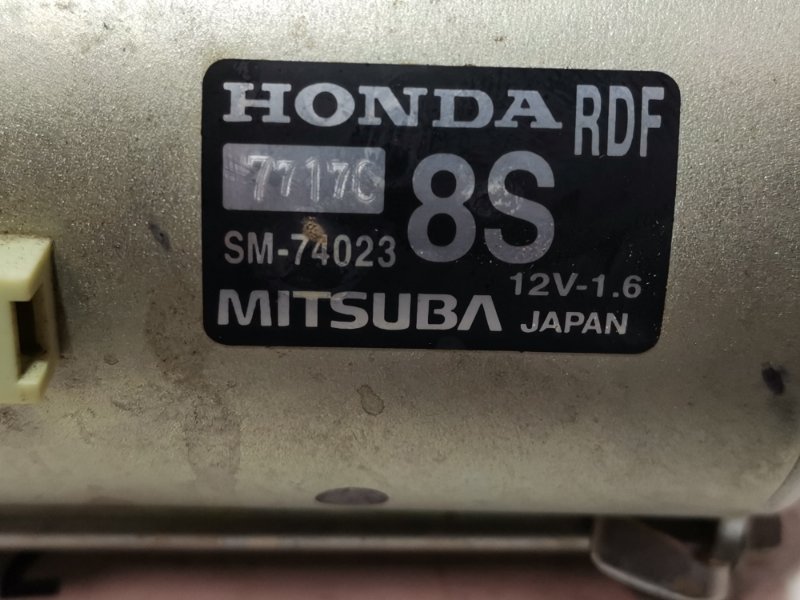 HONDA RDF
7717C 8S
SM-74023
12V-1.6
MITSUBA JAPAN